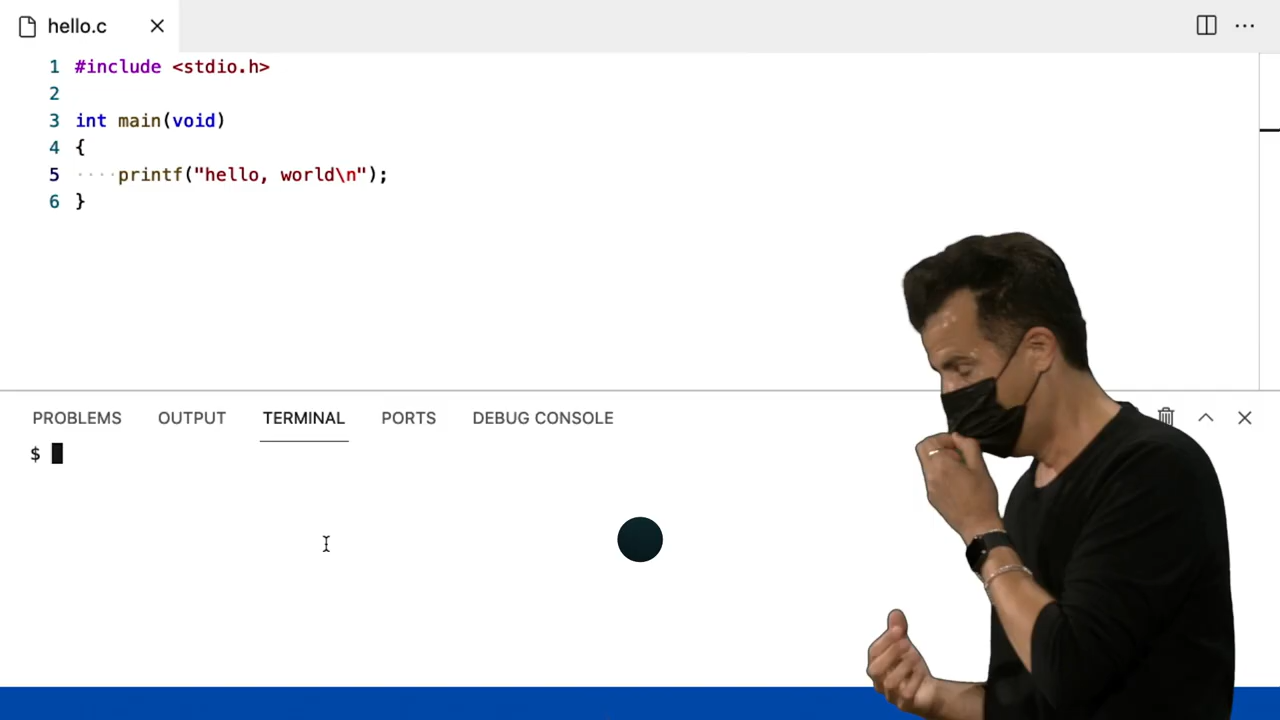 hello.c
1 #include <stdio.h>
2
3 int main(void)
4 {
5 ····printf("hello, world\n");
6 }
PROBLEMS OUTPUT TERMINAL PORTS DEBUG CONSOLE
$